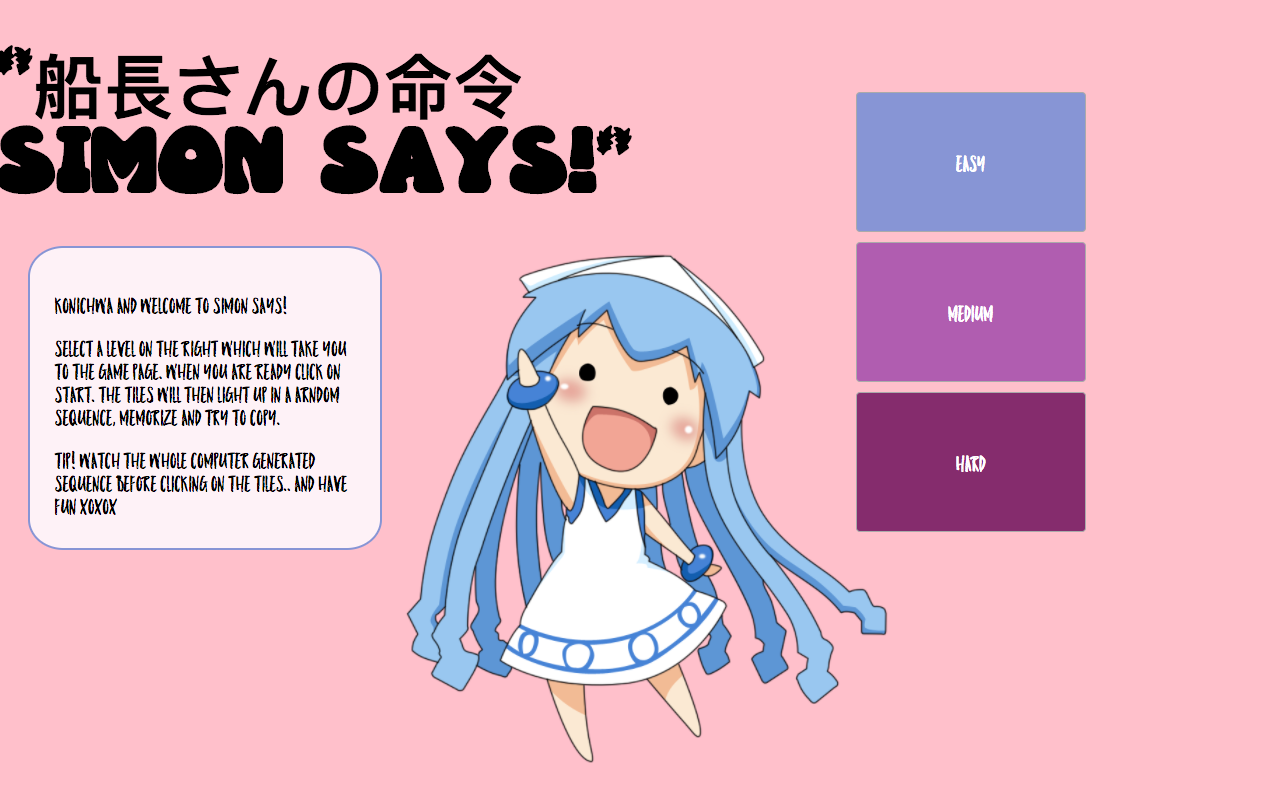 "船長さんの命令
SIMON SAYS!"
KONICHWA AND WELCOME TO SIMON SAYS!
SELECT A LEVEL ON THE RIGHT WHICH WILL TAKE YOU
TO THE GAME PAGE. WHEN YOU ARE READY CLICK ON
START. THE TILES WILL THEN LIGHT UP IN A ARNDOM
SEQUENCE, MEMORIZE AND TRY TO COPY.
TIP! WATCH THE WHOLE COMPUTER GENERATED
SEQUENCE BEFORE CLICKING ON THE TILES.. AND HAVE
FUN XOXOX
EASY
MEDIUM
HARD